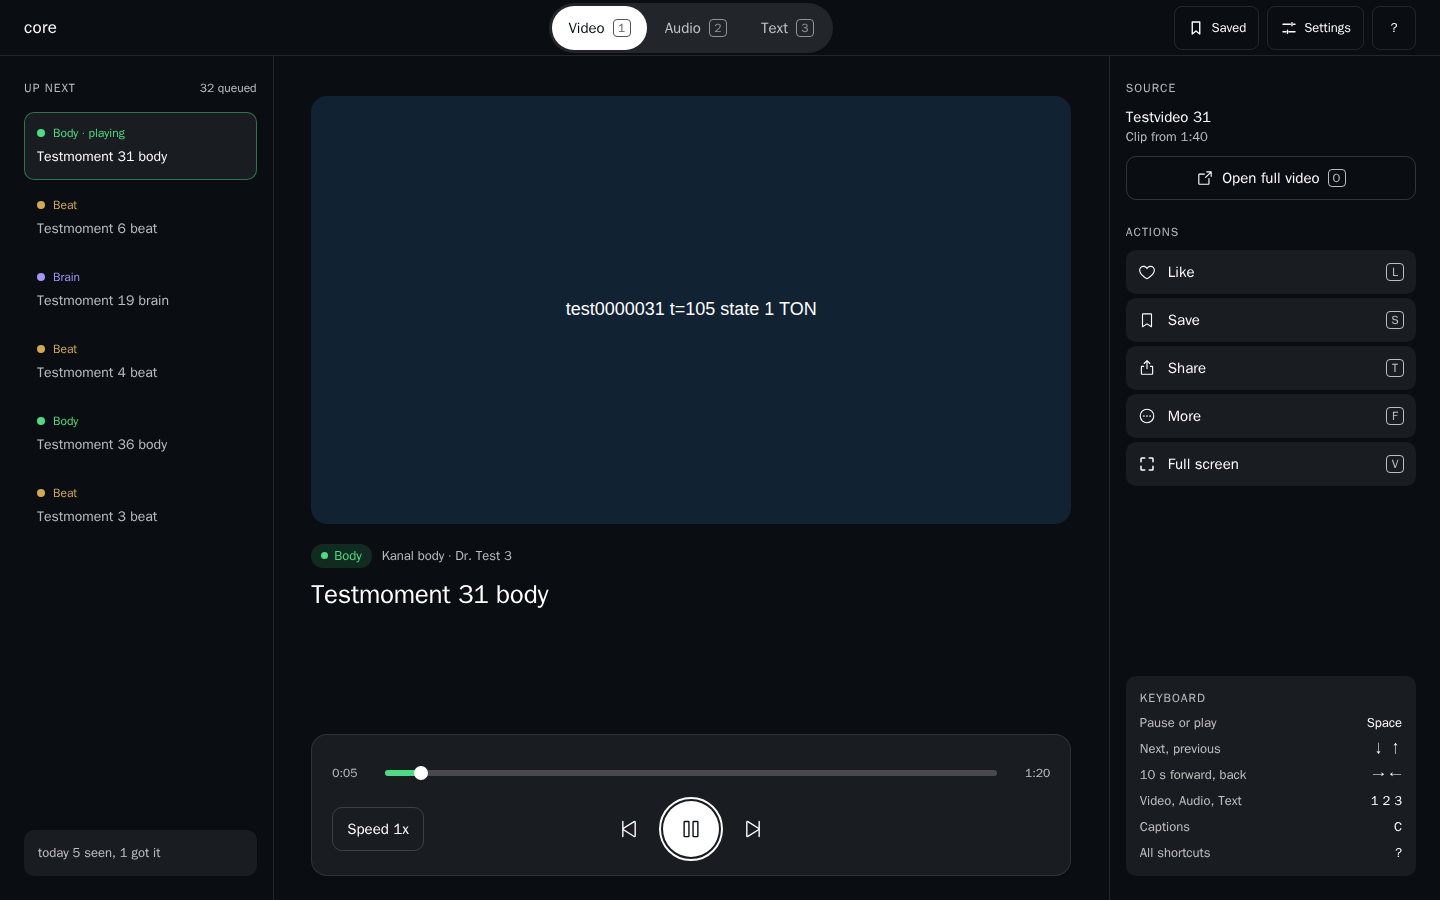 core
Video 1
Audio 2
Text 3
Saved
Settings
?
UP NEXT
32 queued
Body · playing
Testmoment 31 body
Beat
Testmoment 6 beat
Brain
Testmoment 19 brain
Beat
Testmoment 4 beat
Body
Testmoment 36 body
Beat
Testmoment 3 beat
today 5 seen, 1 got it
test0000031 t=105 state 1 TON
Body
Kanal body · Dr. Test 3
Testmoment 31 body
0:05
1:20
Speed 1x
SOURCE
Testvideo 31
Clip from 1:40
Open full video O
ACTIONS
Like L
Save S
Share T
More F
Full screen V
KEYBOARD
Pause or play Space
Next, previous ↓ ↑
10 s forward, back → ←
Video, Audio, Text 1 2 3
Captions C
All shortcuts ?